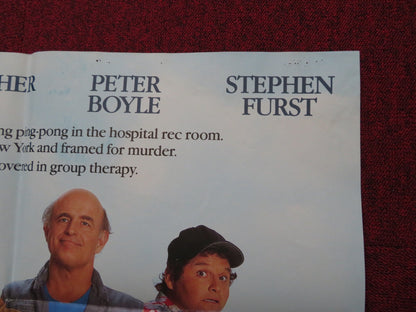 HER PETER BOYLE STEPHEN FURST
ng ping-pong in the hospital rec room.
w York and framed for murder.
overed in group therapy.